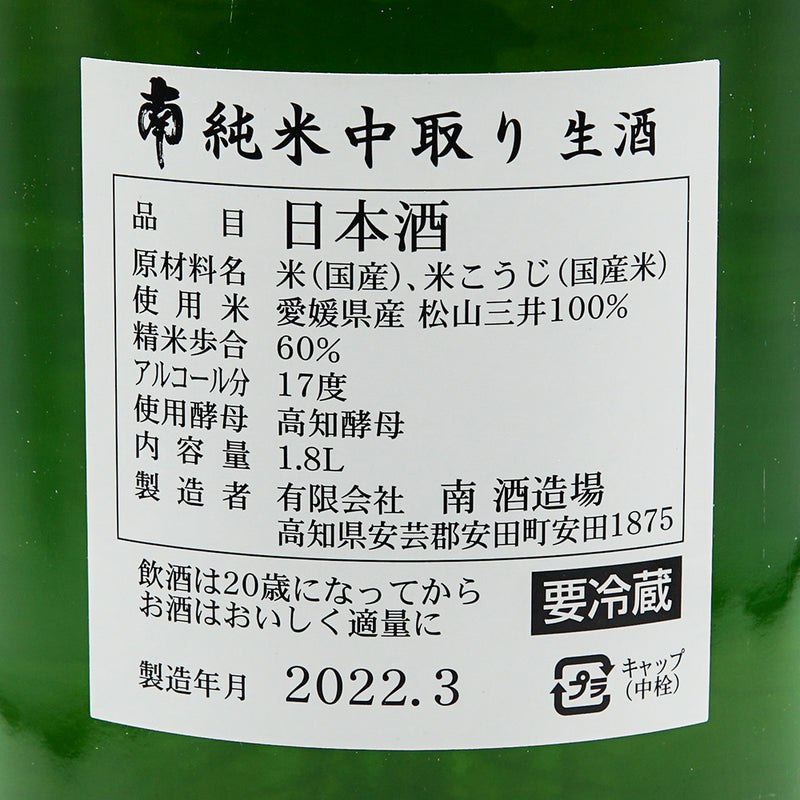 南 純米中取り 生酒
品目 日本酒
原材料名 米(国産)、米こうじ(国産米)
使用米 愛媛県産 松山三井100%
精米歩合 60%
アルコール分 17度
使用酵母 高知酵母
内容量 1.8L
製造者 有限会社 南 酒造場
高知県安芸郡安田町安田1875
飲酒は20歳になってから
お酒はおいしく適量に
要冷蔵
製造年月 2022.3
プラ キャップ
(中栓)